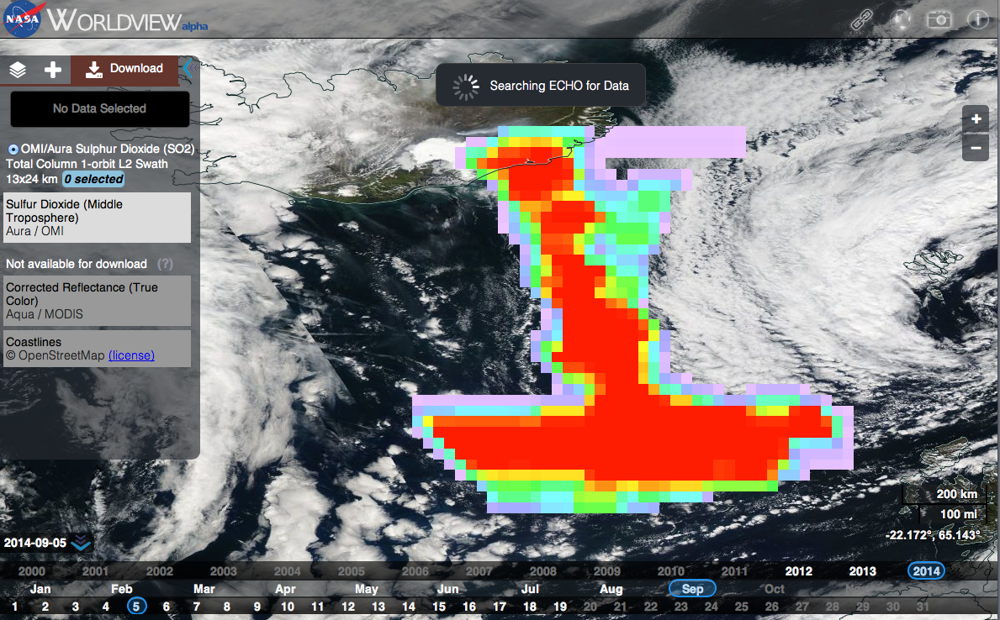 NASA WORLDVIEW alpha
Download
No Data Selected
OMI/Aura Sulphur Dioxide (SO2)
Total Column 1-orbit L2 Swath
13x24 km 0 selected
Sulfur Dioxide (Middle
Troposphere)
Aura / OMI
Not available for download (?)
Corrected Reflectance (True
Color)
Aqua / MODIS
Coastlines
© OpenStreetMap (license)
Searching ECHO for Data
+
−
200 km
100 mi
-22.172°, 65.143°
2014-09-05
2000 2001 2002 2003 2004 2005 2006 2007 2008 2009 2010 2011 2012 2013 2014
Jan Feb Mar Apr May Jun Jul Aug Sep Oct
1 2 3 4 5 6 7 8 9 10 11 12 13 14 15 16 17 18 19 20 21 22 23 24 25 26 27 28 29 30 31